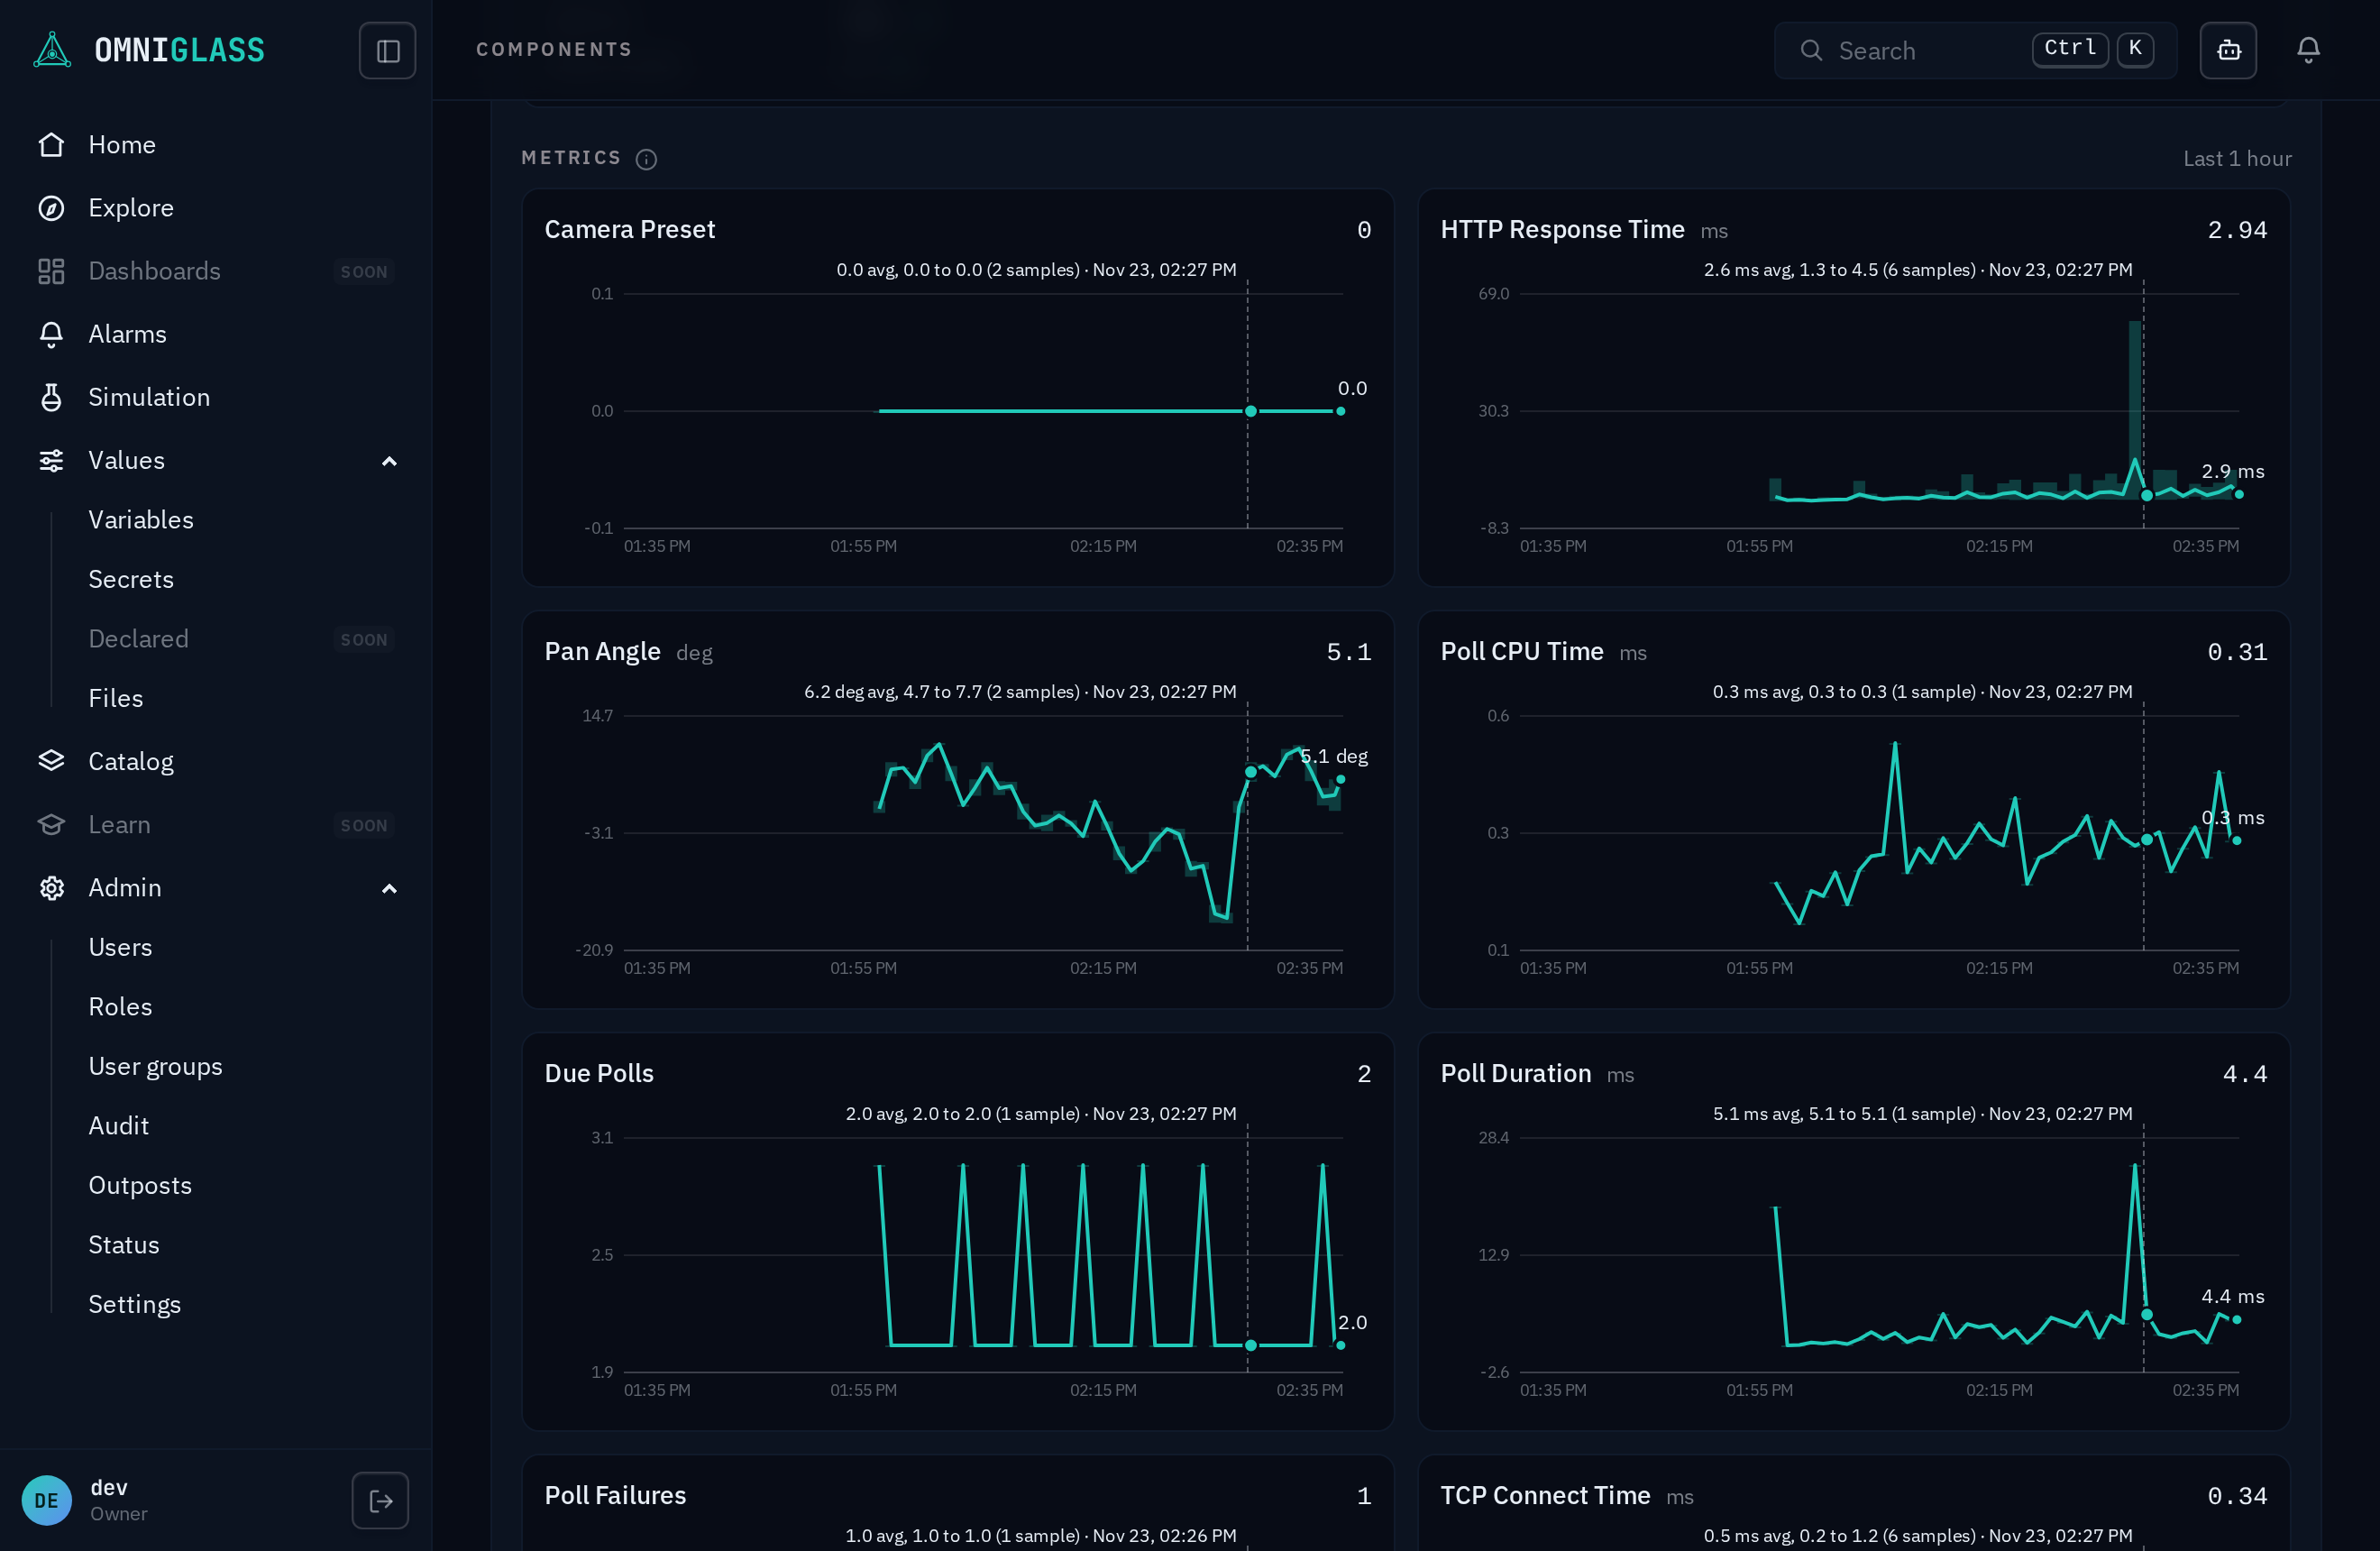 OMNIGLASS
COMPONENTS
Search
Ctrl K
Home
Explore
Dashboards SOON
Alarms
Simulation
Values
Variables
Secrets
Declared SOON
Files
Catalog
Learn SOON
Admin
Users
Roles
User groups
Audit
Outposts
Status
Settings
DE
dev
Owner
METRICS
Last 1 hour
Camera Preset 0
0.0 avg, 0.0 to 0.0 (2 samples) · Nov 23, 02:27 PM
0.1
0.0
0.0
-0.1
01:35 PM 01:55 PM 02:15 PM 02:35 PM
HTTP Response Time ms 2.94
2.6 ms avg, 1.3 to 4.5 (6 samples) · Nov 23, 02:27 PM
69.0
30.3
2.9 ms
-8.3
01:35 PM 01:55 PM 02:15 PM 02:35 PM
Pan Angle deg 5.1
6.2 deg avg, 4.7 to 7.7 (2 samples) · Nov 23, 02:27 PM
14.7
5.1 deg
-3.1
-20.9
01:35 PM 01:55 PM 02:15 PM 02:35 PM
Poll CPU Time ms 0.31
0.3 ms avg, 0.3 to 0.3 (1 sample) · Nov 23, 02:27 PM
0.6
0.3 ms
0.3
0.1
01:35 PM 01:55 PM 02:15 PM 02:35 PM
Due Polls 2
2.0 avg, 2.0 to 2.0 (1 sample) · Nov 23, 02:27 PM
3.1
2.5
2.0
1.9
01:35 PM 01:55 PM 02:15 PM 02:35 PM
Poll Duration ms 4.4
5.1 ms avg, 5.1 to 5.1 (1 sample) · Nov 23, 02:27 PM
28.4
12.9
4.4 ms
-2.6
01:35 PM 01:55 PM 02:15 PM 02:35 PM
Poll Failures 1
1.0 avg, 1.0 to 1.0 (1 sample) · Nov 23, 02:26 PM
TCP Connect Time ms 0.34
0.5 ms avg, 0.2 to 1.2 (6 samples) · Nov 23, 02:27 PM